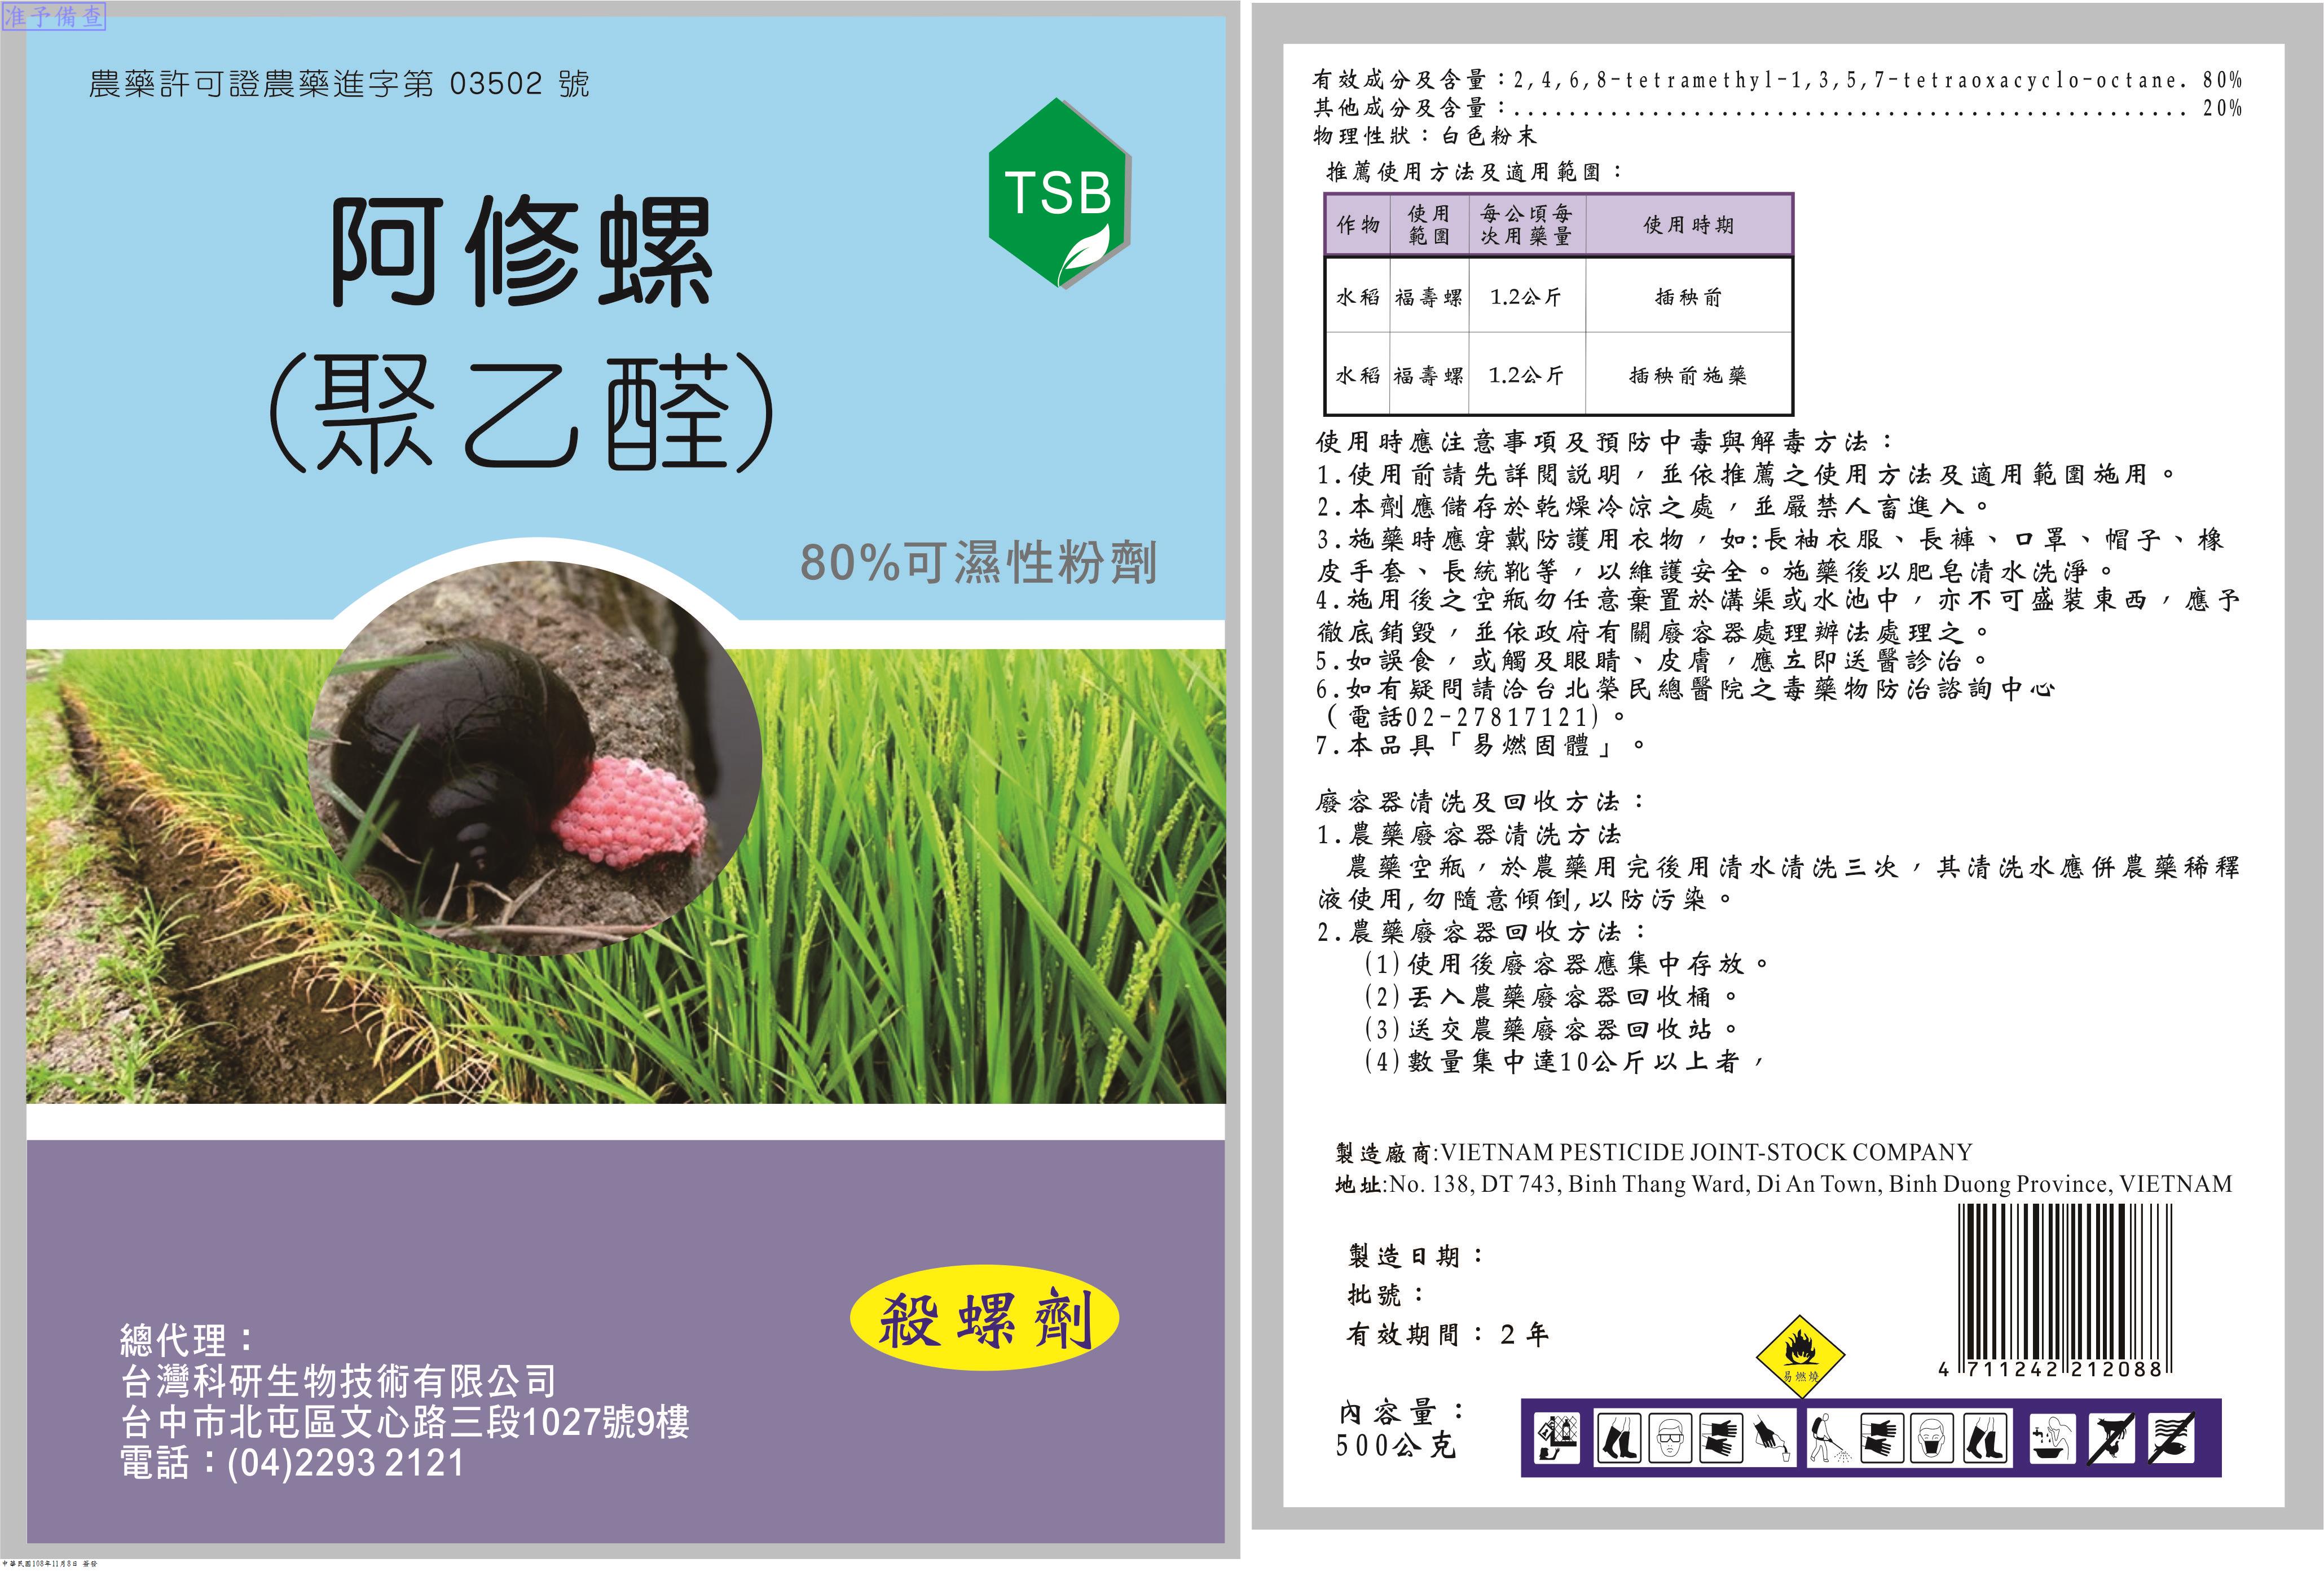 准予備查
農藥許可證農藥進字第 03502 號
TSB
阿修螺
(聚乙醛)
80%可濕性粉劑
殺螺劑
總代理：
台灣科研生物技術有限公司
台中市北屯區文心路三段1027號9樓
電話：(04)2293 2121
中華民國108年11月8日 簽發
有效成分及含量：2,4,6,8-tetramethyl-1,3,5,7-tetraoxacyclo-octane. 80%
其他成分及含量：................................................. 20%
物理性狀：白色粉末
推薦使用方法及適用範圍：
作物 使用範圍 每公頃每次用藥量 使用時期
水稻 福壽螺 1.2公斤 插秧前
水稻 福壽螺 1.2公斤 插秧前施藥
使用時應注意事項及預防中毒與解毒方法：
1.使用前請先詳閱説明，並依推薦之使用方法及適用範圍施用。
2.本劑應儲存於乾燥冷涼之處，並嚴禁人畜進入。
3.施藥時應穿戴防護用衣物，如:長袖衣服、長褲、口罩、帽子、橡
皮手套、長統靴等，以維護安全。施藥後以肥皂清水洗淨。
4.施用後之空瓶勿任意棄置於溝渠或水池中，亦不可盛裝東西，應予
徹底銷毀，並依政府有關廢容器處理辦法處理之。
5.如誤食，或觸及眼睛、皮膚，應立即送醫診治。
6.如有疑問請洽台北榮民總醫院之毒藥物防治諮詢中心
（電話02-27817121)。
7.本品具「易燃固體」。
廢容器清洗及回收方法：
1.農藥廢容器清洗方法
農藥空瓶，於農藥用完後用清水清洗三次，其清洗水應併農藥稀釋
液使用,勿隨意傾倒,以防污染。
2.農藥廢容器回收方法：
(1)使用後廢容器應集中存放。
(2)丟入農藥廢容器回收桶。
(3)送交農藥廢容器回收站。
(4)數量集中達10公斤以上者，
製造廠商:VIETNAM PESTICIDE JOINT-STOCK COMPANY
地址:No. 138, DT 743, Binh Thang Ward, Di An Town, Binh Duong Province, VIETNAM
製造日期：
批號：
有效期間：2年
易燃燒
4 711242 212088
內容量：
500公克